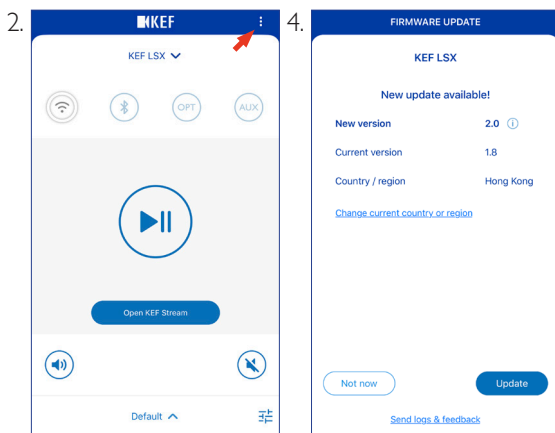 2.
KEF
KEF LSX
OPT
AUX
Open KEF Stream
Default
4.
FIRMWARE UPDATE
KEF LSX
New update available!
New version 2.0 i
Current version 1.8
Country / region Hong Kong
Change current country or region
Not now Update
Send logs & feedback